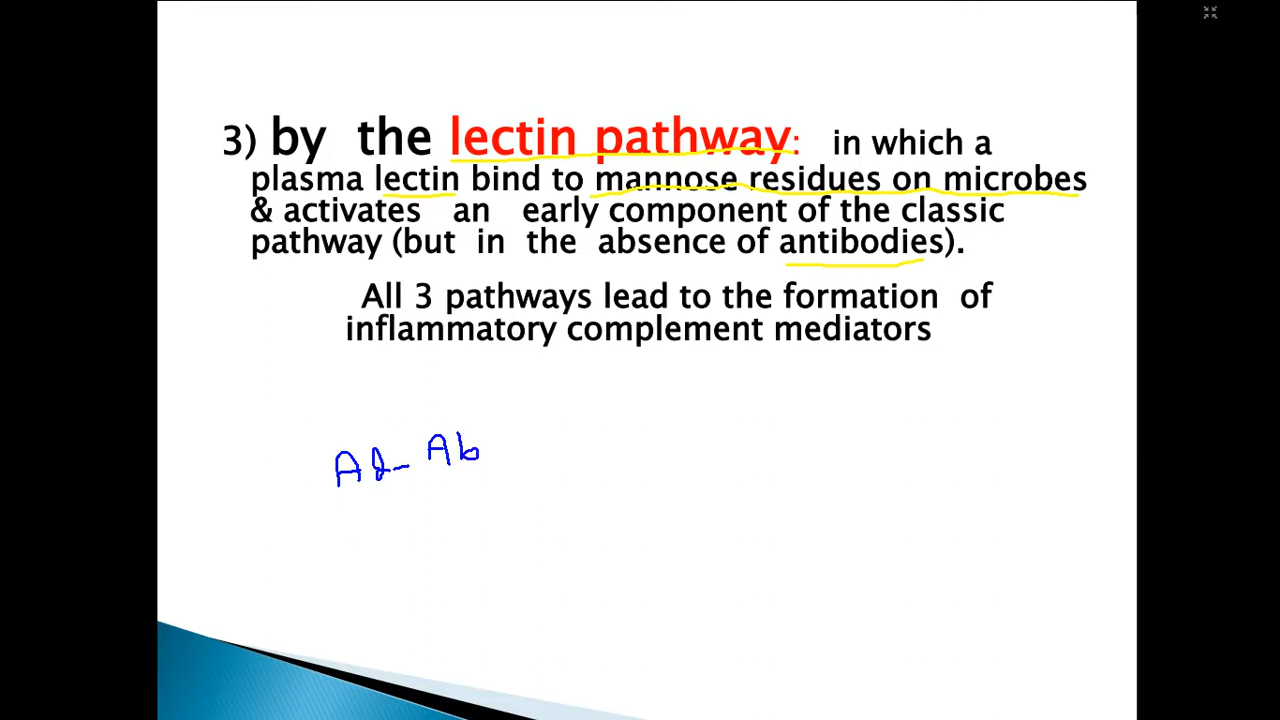 3) by the lectin pathway: in which a
plasma lectin bind to mannose residues on microbes
& activates an early component of the classic
pathway (but in the absence of antibodies).
All 3 pathways lead to the formation of
inflammatory complement mediators
Ag- Ab